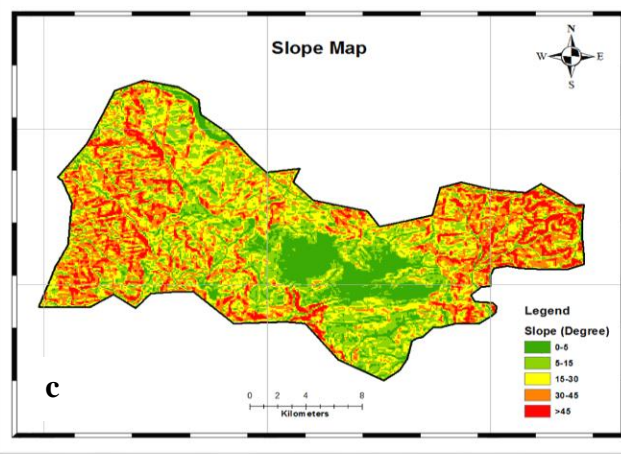 Slope Map
N
W E
S
Legend
Slope (Degree)
0-5
5-15
15-30
30-45
>45
c
0 2 4 8
Kilometers